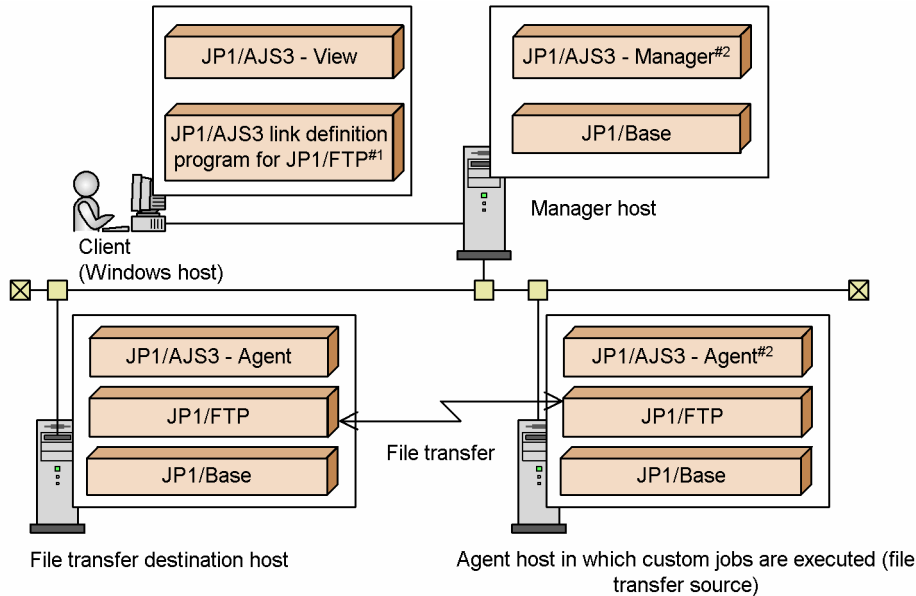 JP1/AJS3 - View
JP1/AJS3 link definition
program for JP1/FTP#1
JP1/AJS3 - Manager#2
JP1/Base
Client
(Windows host)
Manager host
JP1/AJS3 - Agent
JP1/FTP
JP1/Base
File transfer
JP1/AJS3 - Agent#2
JP1/FTP
JP1/Base
File transfer destination host
Agent host in which custom jobs are executed (file
transfer source)